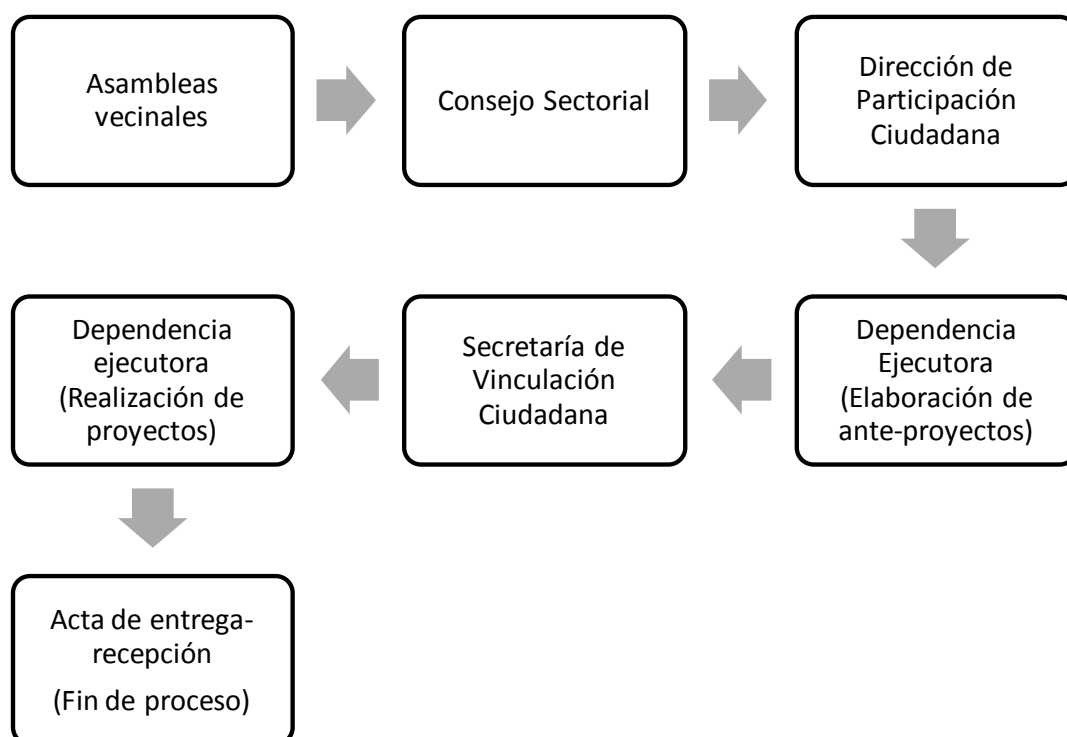 Asambleas
vecinales
Consejo Sectorial
Dirección de
Participación
Ciudadana
Dependencia
Ejecutora
(Elaboración de
ante-proyectos)
Secretaría de
Vinculación
Ciudadana
Dependencia
ejecutora
(Realización de
proyectos)
Acta de entrega-
recepción
(Fin de proceso)